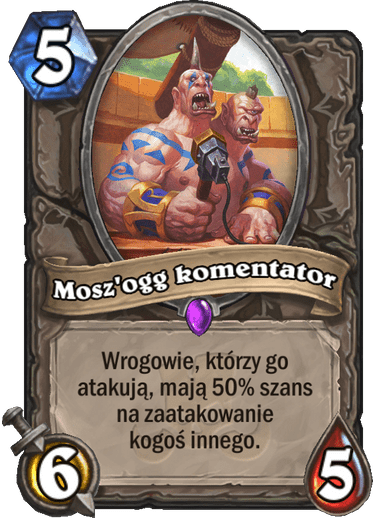 5
Mosz'ogg komentator
Wrogowie, którzy go
atakują, mają 50% szans
na zaatakowanie
kogoś innego.
6
5